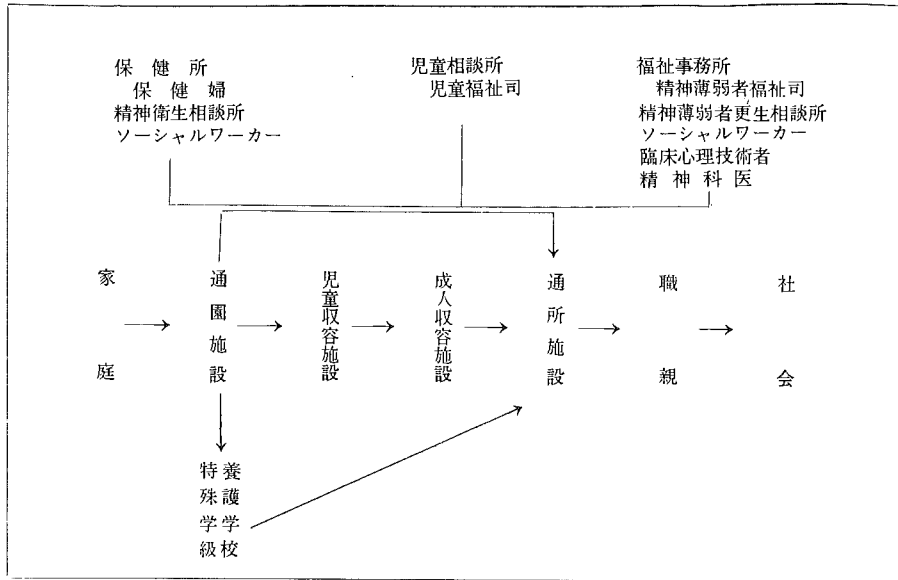 保健所
保健婦
精神衛生相談所
ソーシャルワーカー
児童相談所
児童福祉司
福祉事務所
精神薄弱者福祉司
精神薄弱者更生相談所
ソーシャルワーカー
臨床心理技術者
精神科医
家庭
通園施設
児童収容施設
成人収容施設
通所施設
職親
社会
養護学校
特殊学級